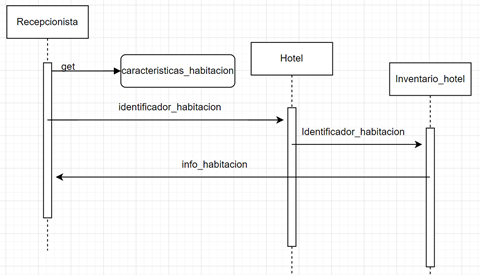 Recepcionista
Hotel
Inventario_hotel
get
caracteristicas_habitacion
identificador_habitacion
Identificador_habitacion
info_habitacion